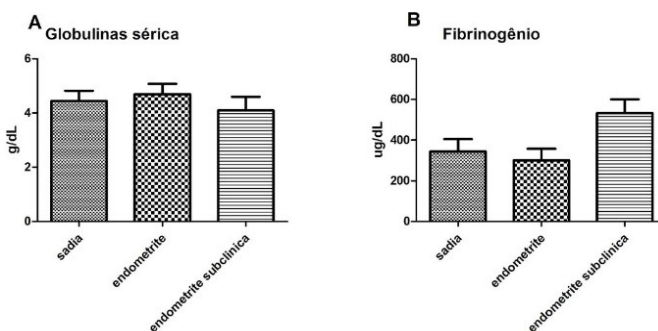 A
Globulinas sérica
6
4
2
0
g/dL
sadia
endometrite
endometrite subclinica
B
Fibrinogênio
800
600
400
200
0
ug/dL
sadia
endometrite
endometrite subclinica